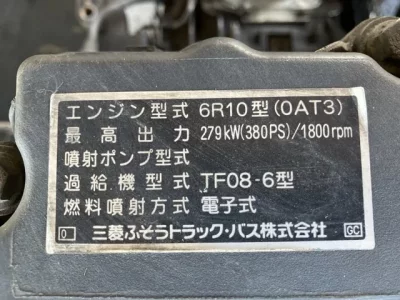 エンジン型式 6R10型(0AT3)
最高出力 279kW(380PS)/1800rpm
噴射ポンプ型式
過給機型式 TF08-6型
燃料噴射方式 電子式
0 三菱ふそうトラック・バス株式会社 GC